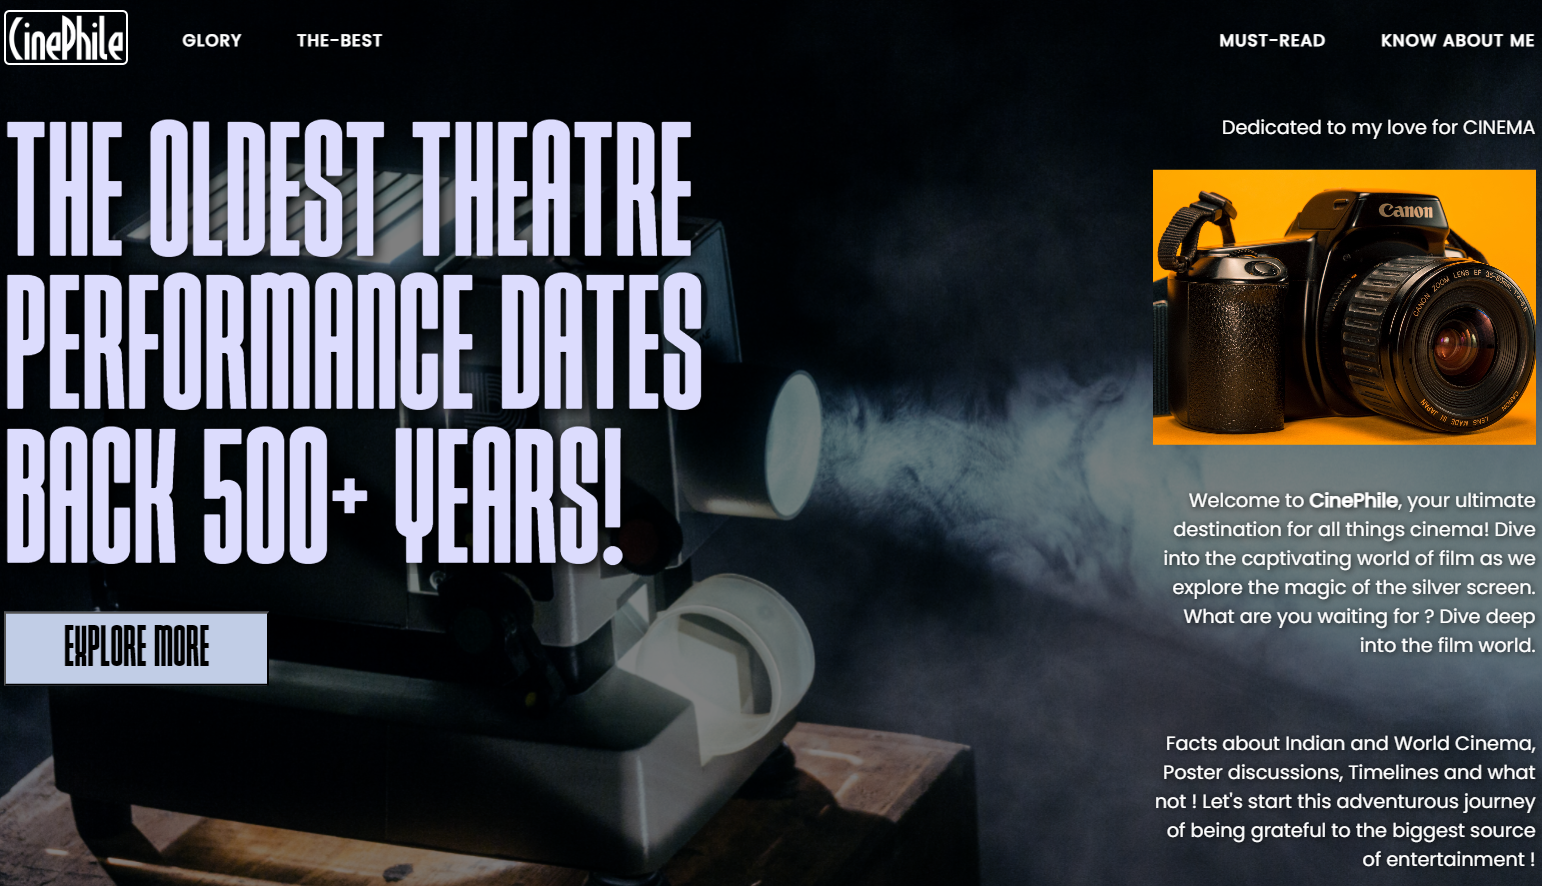 CinePhile
GLORY
THE-BEST
MUST-READ
KNOW ABOUT ME
THE OLDEST THEATRE
PERFORMANCE DATES
BACK 500+ YEARS!
EXPLORE MORE
Dedicated to my love for CINEMA
Canon
Welcome to CinePhile, your ultimate
destination for all things cinema! Dive
into the captivating world of film as we
explore the magic of the silver screen.
What are you waiting for ? Dive deep
into the film world.
Facts about Indian and World Cinema,
Poster discussions, Timelines and what
not ! Let's start this adventurous journey
of being grateful to the biggest source
of entertainment !